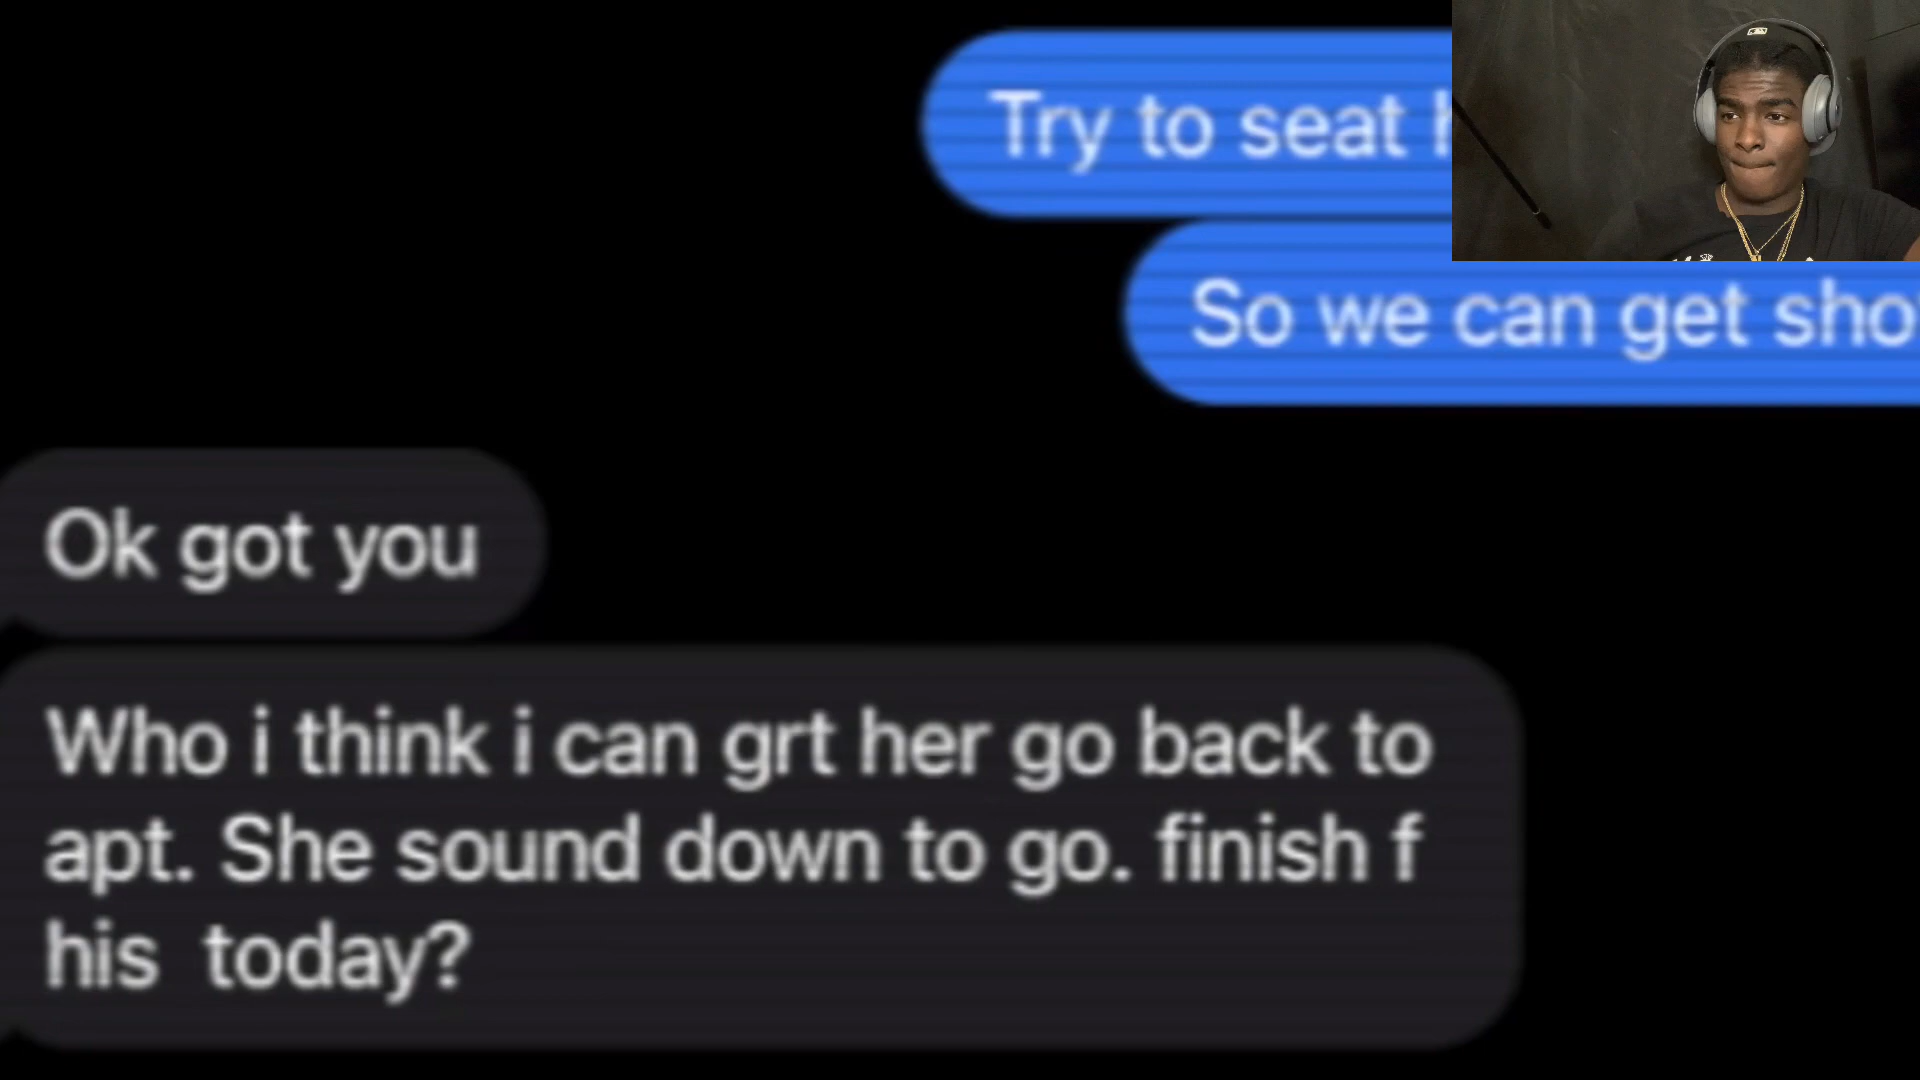 Try to seat
So we can get
Ok got you
Who i think i can grt her go back to
apt. She sound down to go. finish f
his  today?